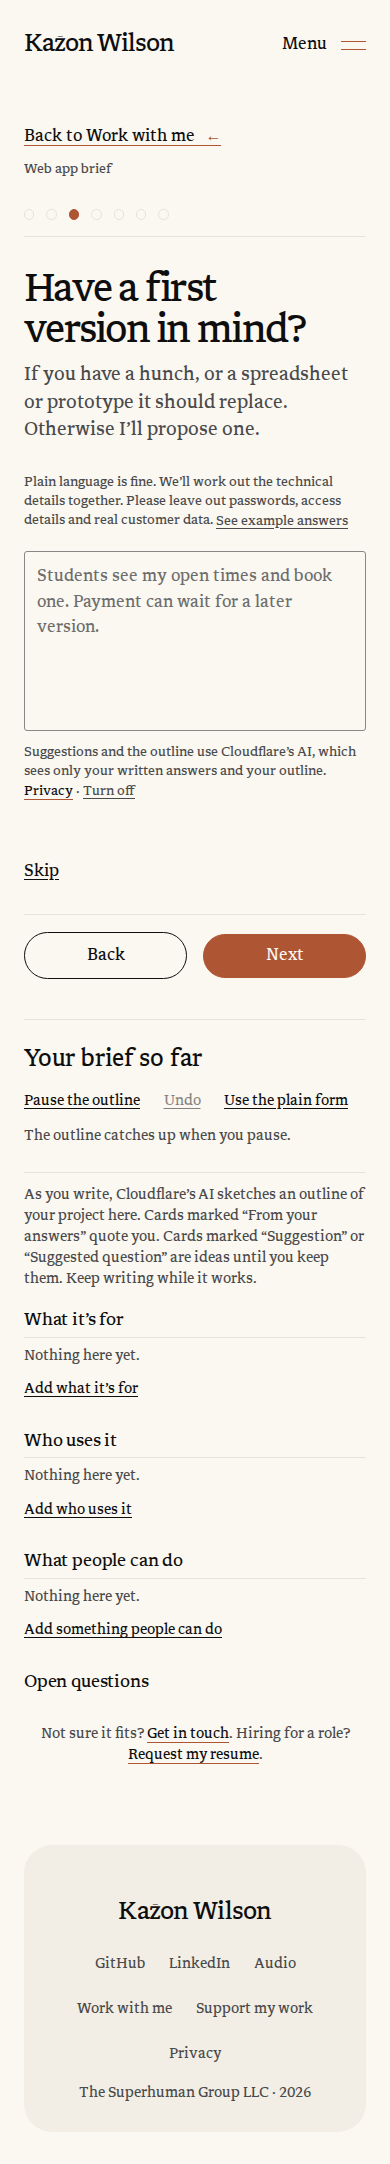 Kažon Wilson
Menu
Back to Work with me ←
Web app brief
Have a first
version in mind?
If you have a hunch, or a spreadsheet
or prototype it should replace.
Otherwise I’ll propose one.
Plain language is fine. We’ll work out the technical
details together. Please leave out passwords, access
details and real customer data. See example answers
Students see my open times and book
one. Payment can wait for a later
version.
Suggestions and the outline use Cloudflare’s AI, which
sees only your written answers and your outline.
Privacy · Turn off
Skip
Back
Next
Your brief so far
Pause the outline Undo Use the plain form
The outline catches up when you pause.
As you write, Cloudflare’s AI sketches an outline of
your project here. Cards marked “From your
answers” quote you. Cards marked “Suggestion” or
“Suggested question” are ideas until you keep
them. Keep writing while it works.
What it’s for
Nothing here yet.
Add what it’s for
Who uses it
Nothing here yet.
Add who uses it
What people can do
Nothing here yet.
Add something people can do
Open questions
Not sure it fits? Get in touch. Hiring for a role?
Request my resume.
Kažon Wilson
GitHub LinkedIn Audio
Work with me Support my work
Privacy
The Superhuman Group LLC · 2026